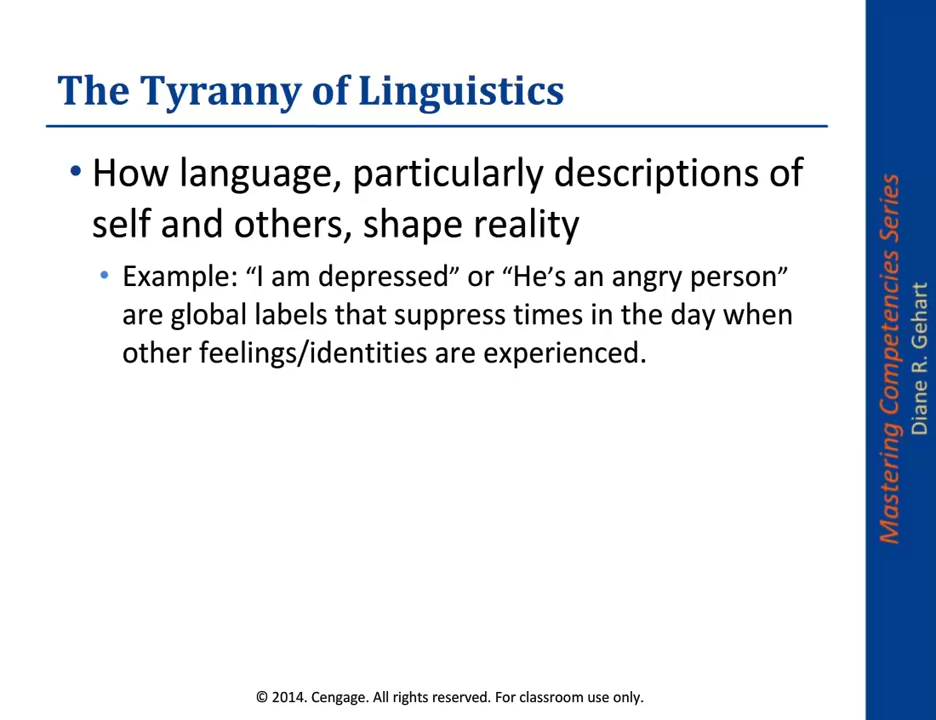 The Tyranny of Linguistics
• How language, particularly descriptions of
self and others, shape reality
• Example: “I am depressed” or “He’s an angry person”
are global labels that suppress times in the day when
other feelings/identities are experienced.
Mastering Competencies Series
Diane R. Gehart
© 2014. Cengage. All rights reserved. For classroom use only.